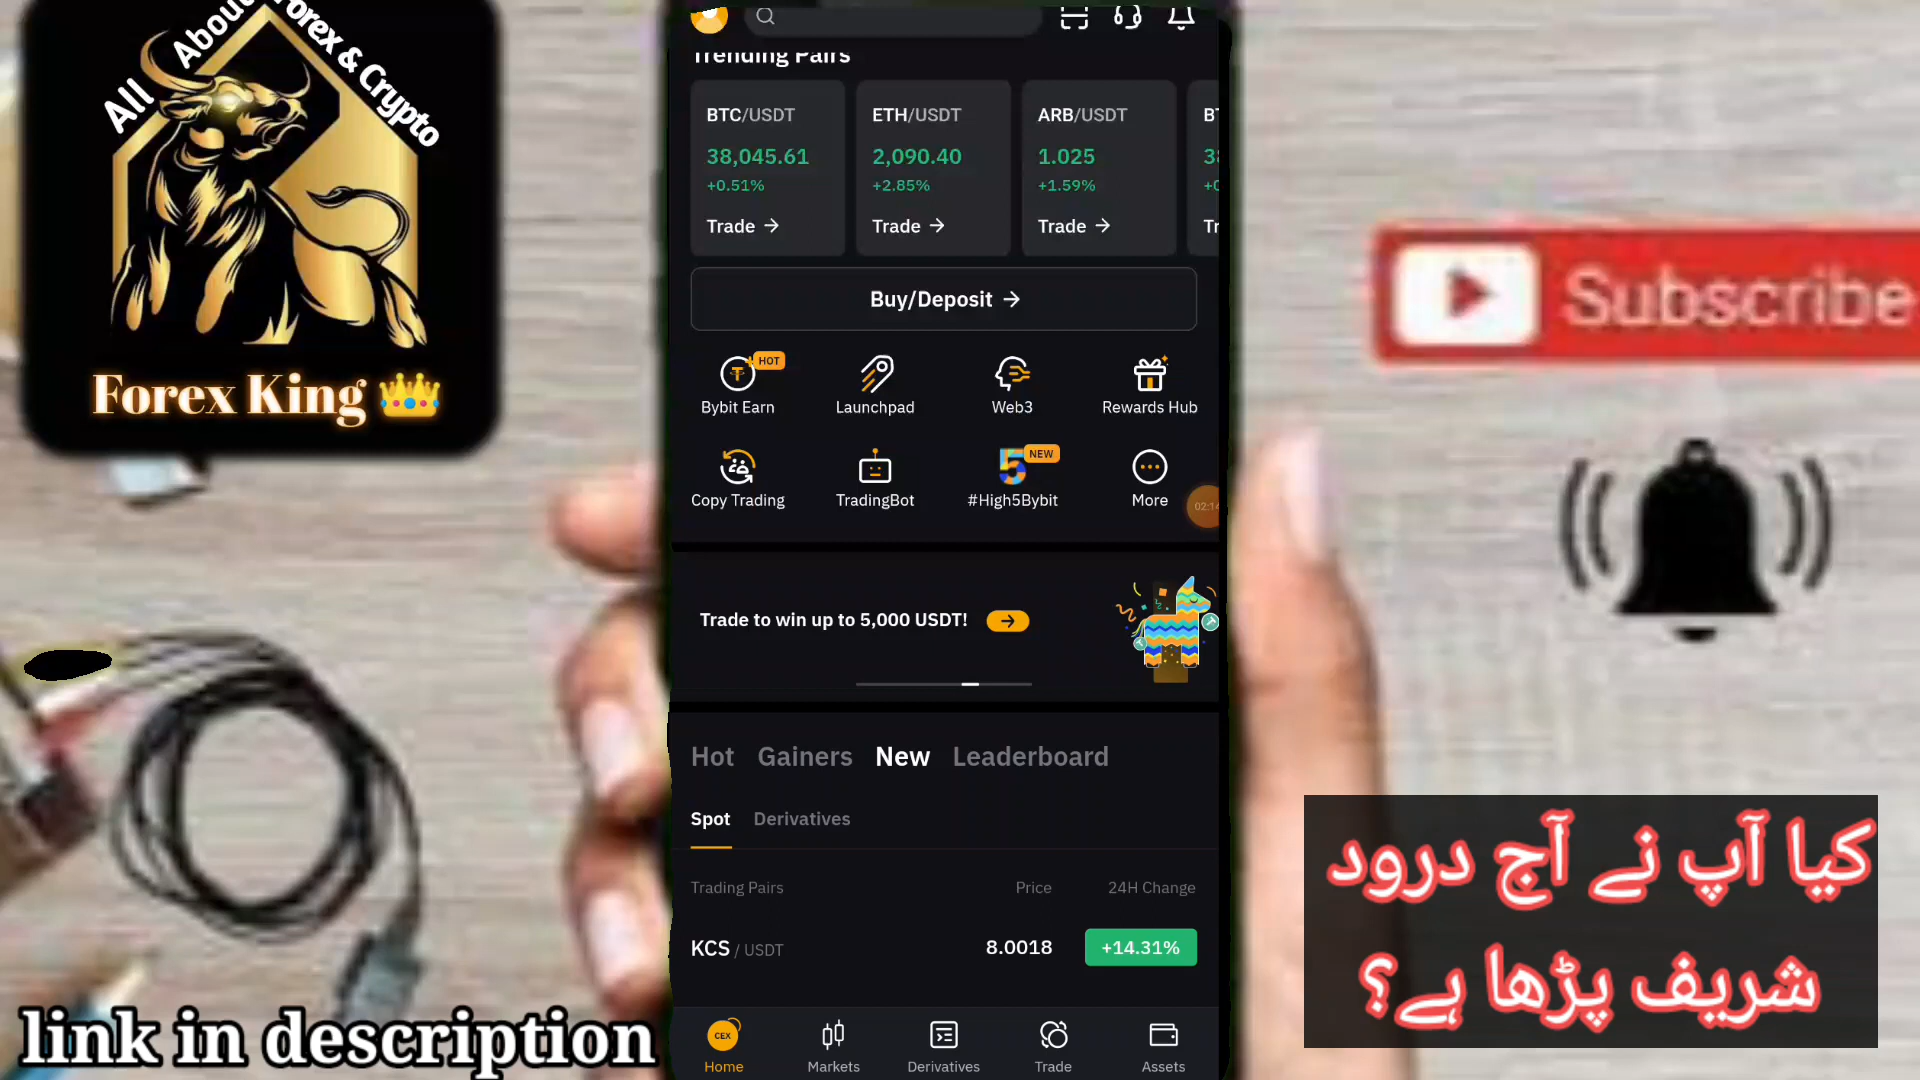 All About Forex & Crypto
Forex King
Trending Pairs
BTC/USDT
ETH/USDT
ARB/USDT
38,045.61
2,090.40
1.025
+0.51%
+2.85%
+1.59%
Trade
Trade
Trade
Buy/Deposit
HOT
Bybit Earn
Launchpad
Web3
Rewards Hub
NEW
Copy Trading
TradingBot
#High5Bybit
More
Trade to win up to 5,000 USDT!
Hot Gainers New Leaderboard
Spot Derivatives
Trading Pairs Price 24H Change
KCS / USDT 8.0018 +14.31%
CEX
Home Markets Derivatives Trade Assets
Subscribe
کیا آپ نے آج درود
شریف پڑھا ہے؟
link in description